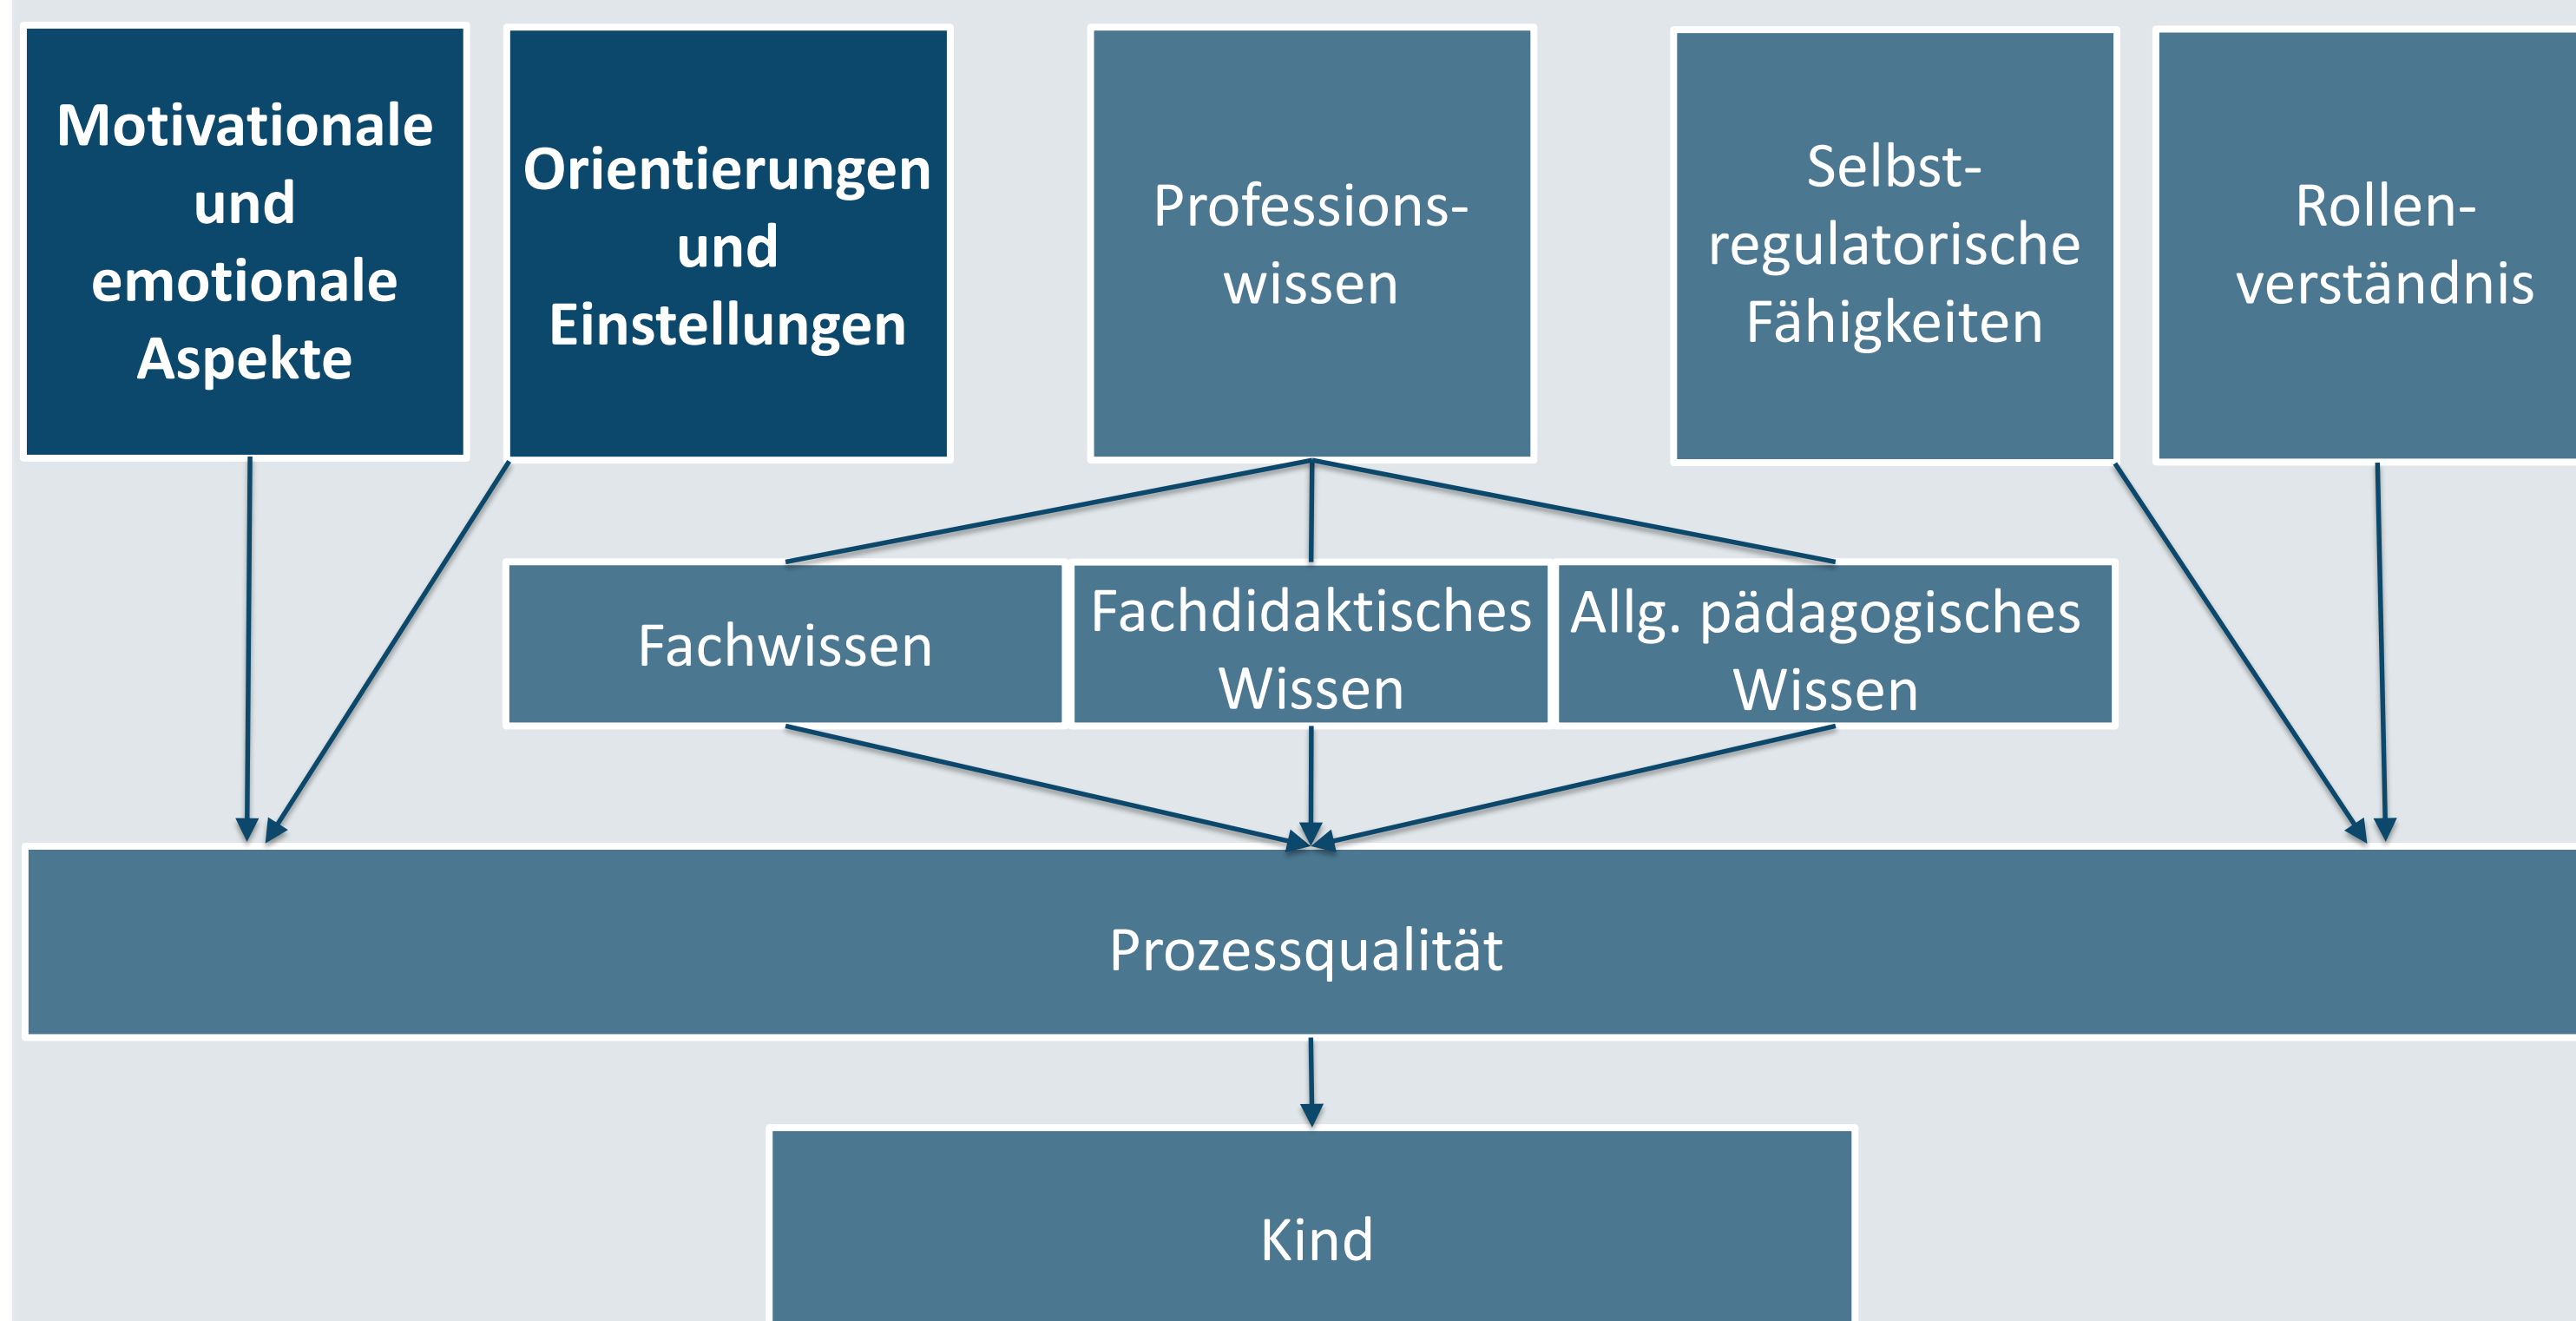 Motivationale
und
emotionale
Aspekte
Orientierungen
und
Einstellungen
Professions-
wissen
Selbst-
regulatorische
Fähigkeiten
Rollen-
verständnis
Fachwissen
Fachdidaktisches
Wissen
Allg. pädagogisches
Wissen
Prozessqualität
Kind